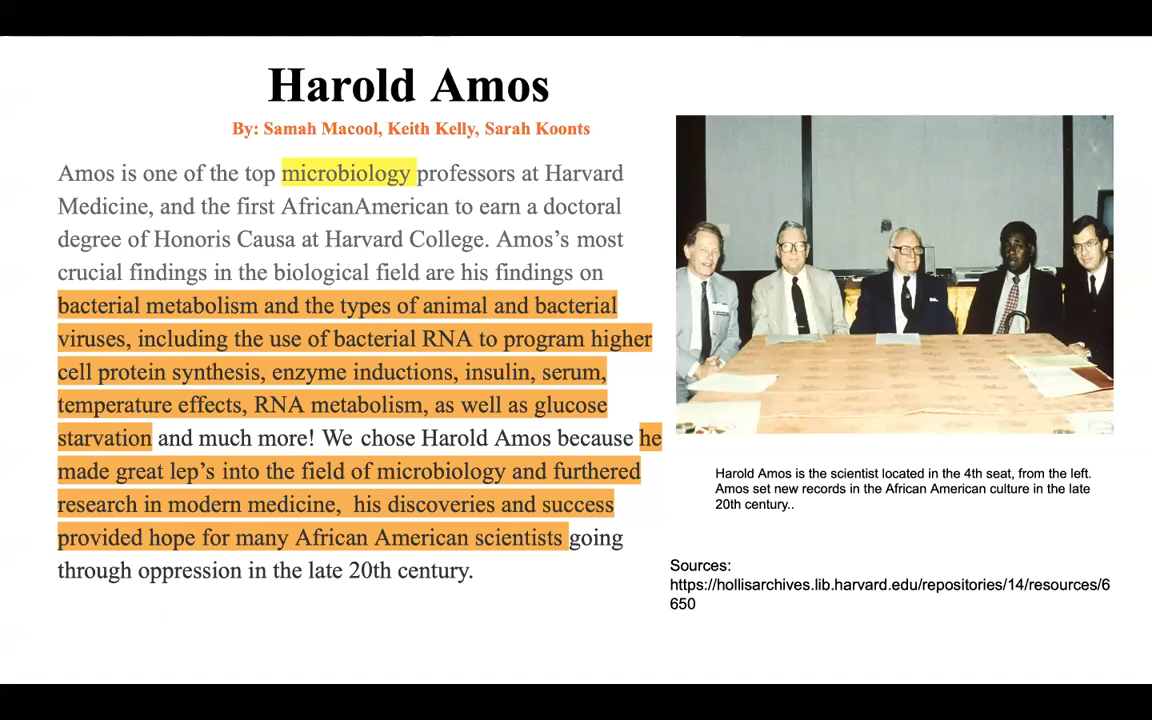 Harold Amos
By: Samah Macool, Keith Kelly, Sarah Koonts
Amos is one of the top microbiology professors at Harvard
Medicine, and the first AfricanAmerican to earn a doctoral
degree of Honoris Causa at Harvard College. Amos’s most
crucial findings in the biological field are his findings on
bacterial metabolism and the types of animal and bacterial
viruses, including the use of bacterial RNA to program higher
cell protein synthesis, enzyme inductions, insulin, serum,
temperature effects, RNA metabolism, as well as glucose
starvation and much more! We chose Harold Amos because he
made great lep’s into the field of microbiology and furthered
research in modern medicine,  his discoveries and success
provided hope for many African American scientists going
through oppression in the late 20th century.
Harold Amos is the scientist located in the 4th seat, from the left.
Amos set new records in the African American culture in the late
20th century..
Sources:
https://hollisarchives.lib.harvard.edu/repositories/14/resources/6
650